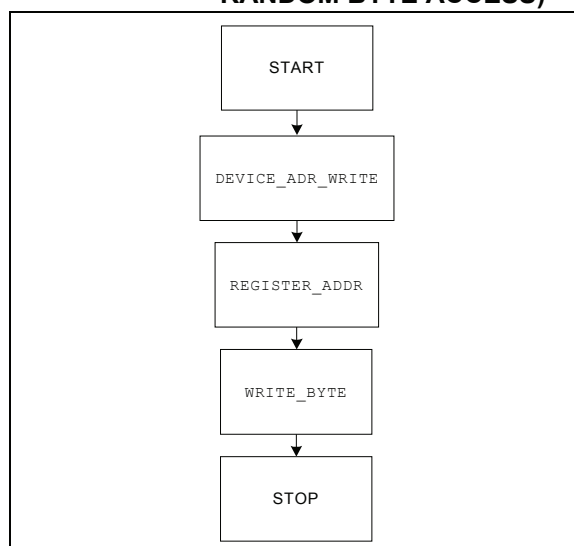 RANDOM BYTE ACCESS)
START
DEVICE_ADR_WRITE
REGISTER_ADDR
WRITE_BYTE
STOP